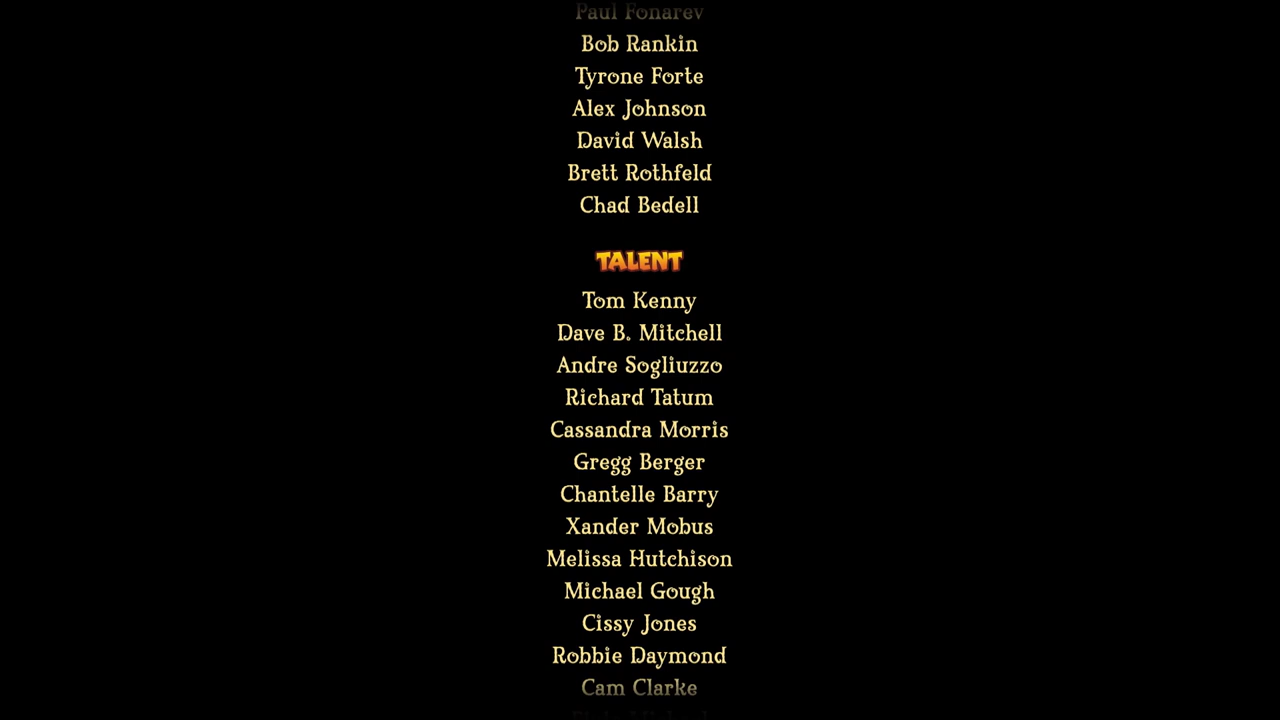 Paul Fonarev
Bob Rankin
Tyrone Forte
Alex Johnson
David Walsh
Brett Rothfeld
Chad Bedell
TALENT
Tom Kenny
Dave B. Mitchell
Andre Sogliuzzo
Richard Tatum
Cassandra Morris
Gregg Berger
Chantelle Barry
Xander Mobus
Melissa Hutchison
Michael Gough
Cissy Jones
Robbie Daymond
Cam Clarke